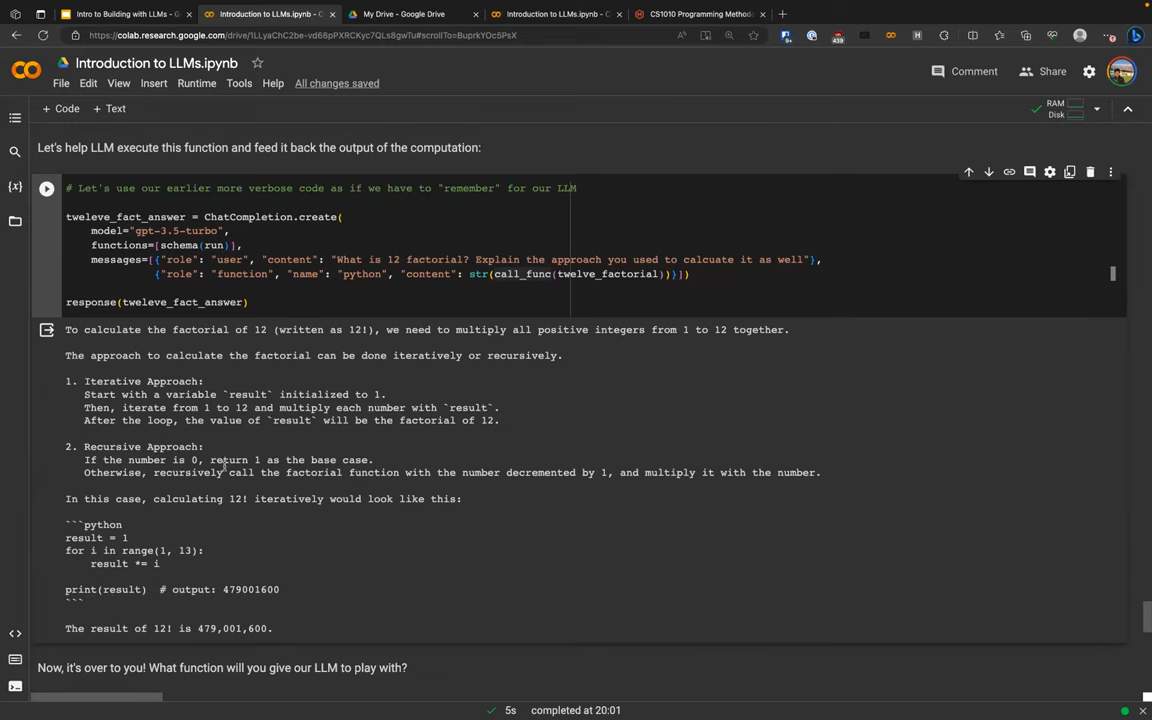 Intro to Building with LLMs - G
Introduction to LLMs.ipynb - C
My Drive - Google Drive
Introduction to LLMs.ipynb - C
CS1010 Programming Method
https://colab.research.google.com/drive/1LLyaChC2be-vd68pPXRCKyc7QLs8gwTu#scrollTo=BuprkYOc5PsX
439
Introduction to LLMs.ipynb
File Edit View Insert Runtime Tools Help All changes saved
Comment
Share
+ Code + Text
RAM
Disk
Let's help LLM execute this function and feed it back the output of the computation:
# Let's use our earlier more verbose code as if we have to "remember" for our LLM
tweleve_fact_answer = ChatCompletion.create(
model="gpt-3.5-turbo",
functions=[schema(run)],
messages=[{"role": "user", "content": "What is 12 factorial? Explain the approach you used to calcuate it as well"},
{"role": "function", "name": "python", "content": str(call_func(twelve_factorial))}])
response(tweleve_fact_answer)
To calculate the factorial of 12 (written as 12!), we need to multiply all positive integers from 1 to 12 together.
The approach to calculate the factorial can be done iteratively or recursively.
1. Iterative Approach:
Start with a variable `result` initialized to 1.
Then, iterate from 1 to 12 and multiply each number with `result`.
After the loop, the value of `result` will be the factorial of 12.
2. Recursive Approach:
If the number is 0, return 1 as the base case.
Otherwise, recursively call the factorial function with the number decremented by 1, and multiply it with the number.
In this case, calculating 12! iteratively would look like this:
```python
result = 1
for i in range(1, 13):
result *= i
print(result) # output: 479001600
```
The result of 12! is 479,001,600.
Now, it's over to you! What function will you give our LLM to play with?
5s completed at 20:01